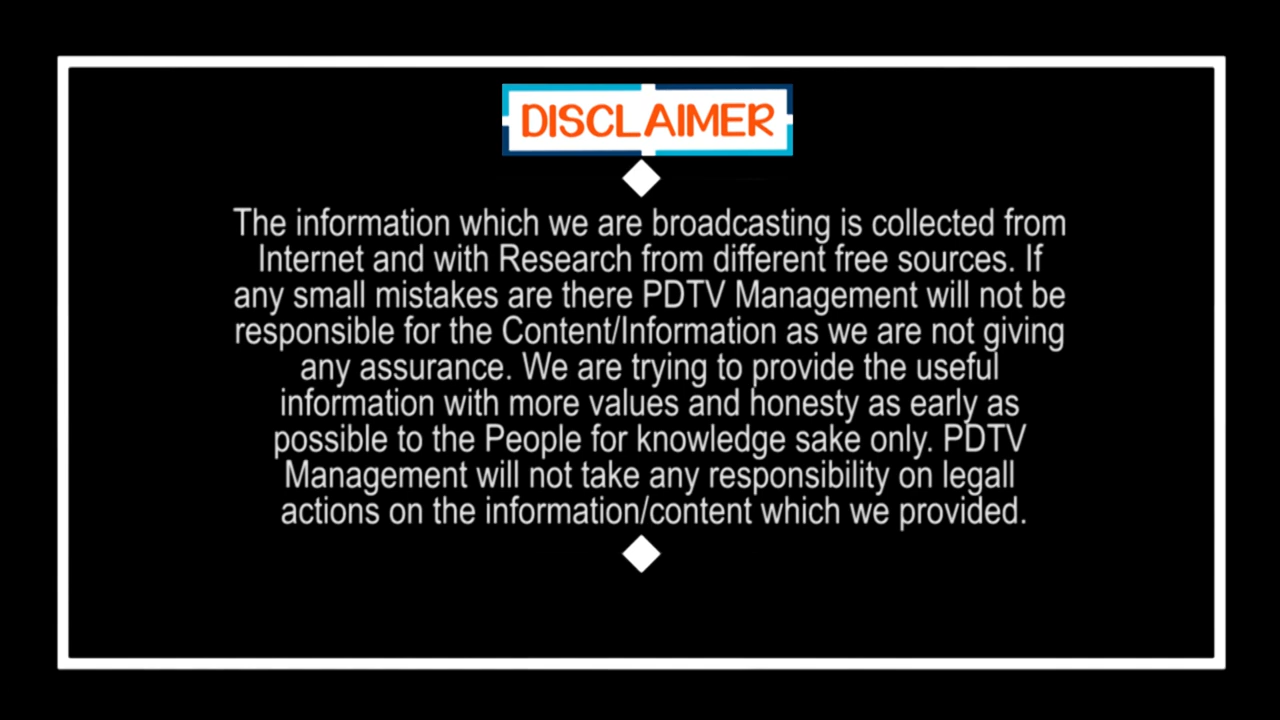 DISCLAIMER
The information which we are broadcasting is collected from
Internet and with Research from different free sources. If
any small mistakes are there PDTV Management will not be
responsible for the Content/Information as we are not giving
any assurance. We are trying to provide the useful
information with more values and honesty as early as
possible to the People for knowledge sake only. PDTV
Management will not take any responsibility on legall
actions on the information/content which we provided.